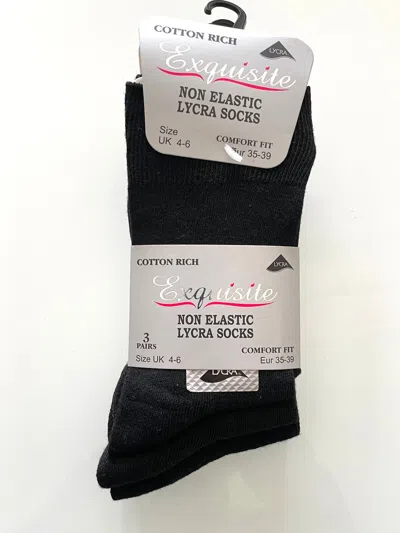 COTTON RICH
LYCRA
Exquisite
NON ELASTIC
LYCRA SOCKS
Size
UK 4-6
COMFORT FIT
Eur 35-39
COTTON RICH
LYCRA
Exquisite
NON ELASTIC
LYCRA SOCKS
3
PAIRS
COMFORT FIT
Size UK 4-6
Eur 35-39
LYCRA